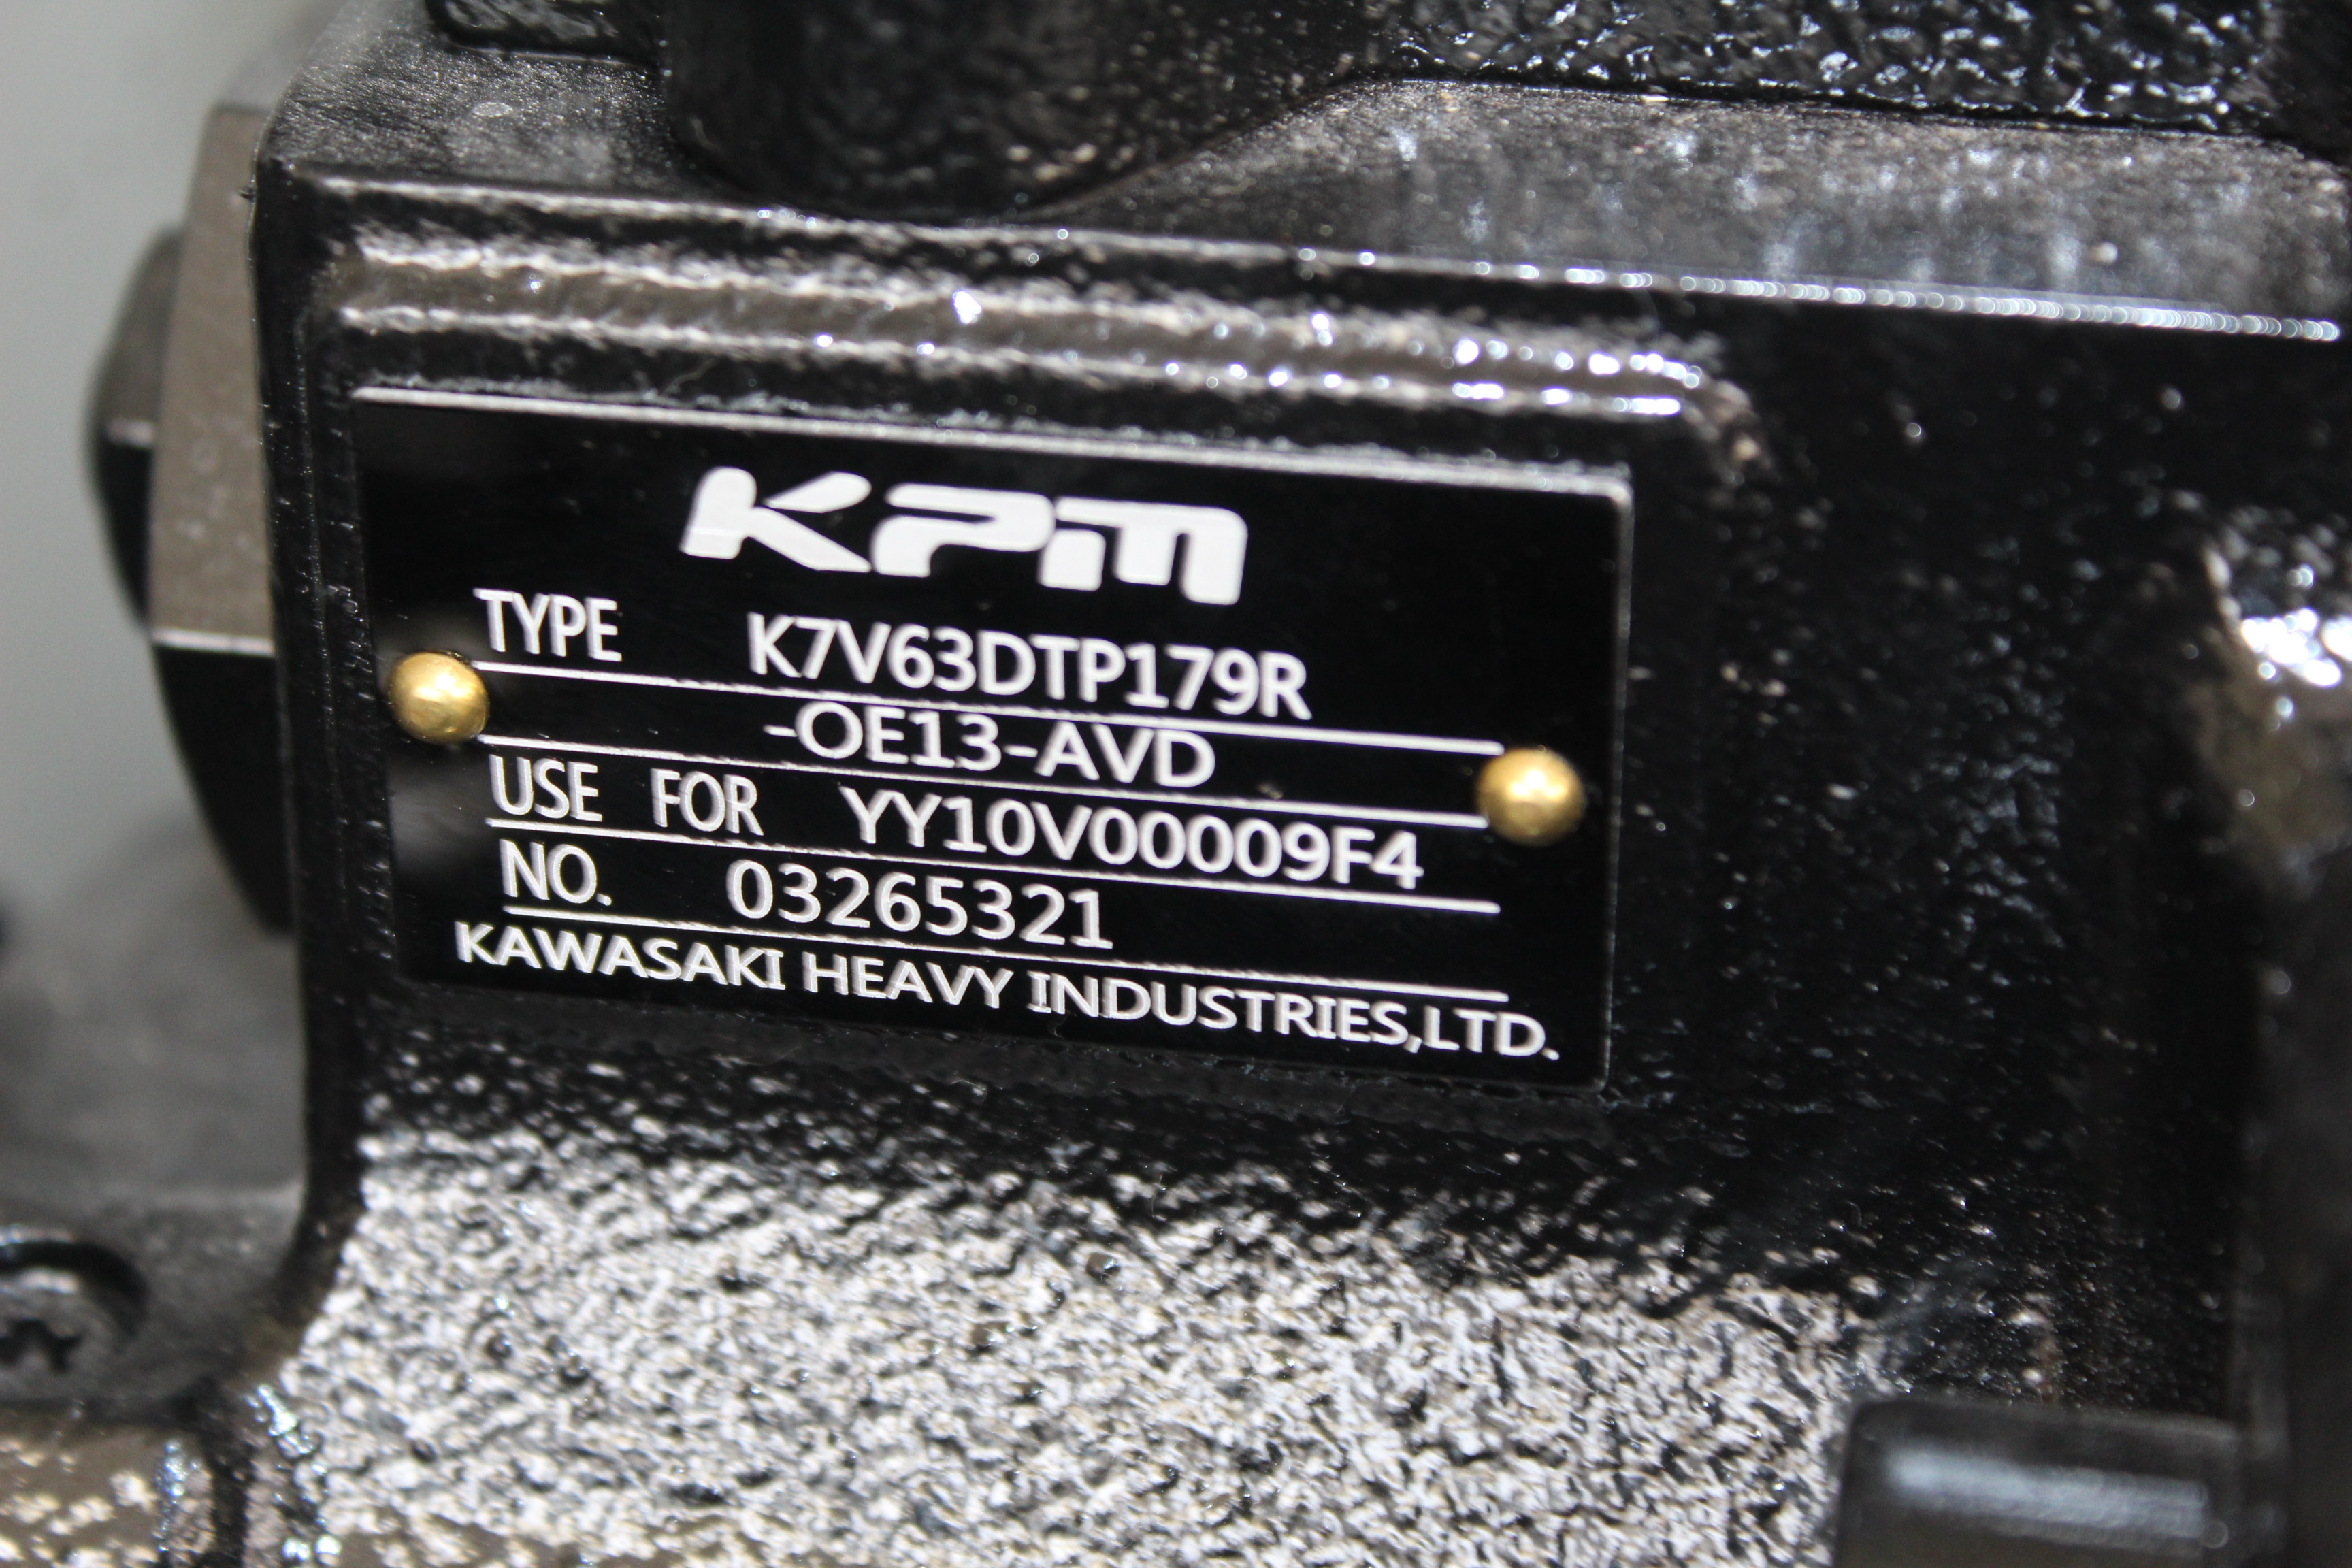 KPM
TYPE K7V63DTP179R
-OE13-AVD
USE FOR YY10V00009F4
NO. 03265321
KAWASAKI HEAVY INDUSTRIES,LTD.